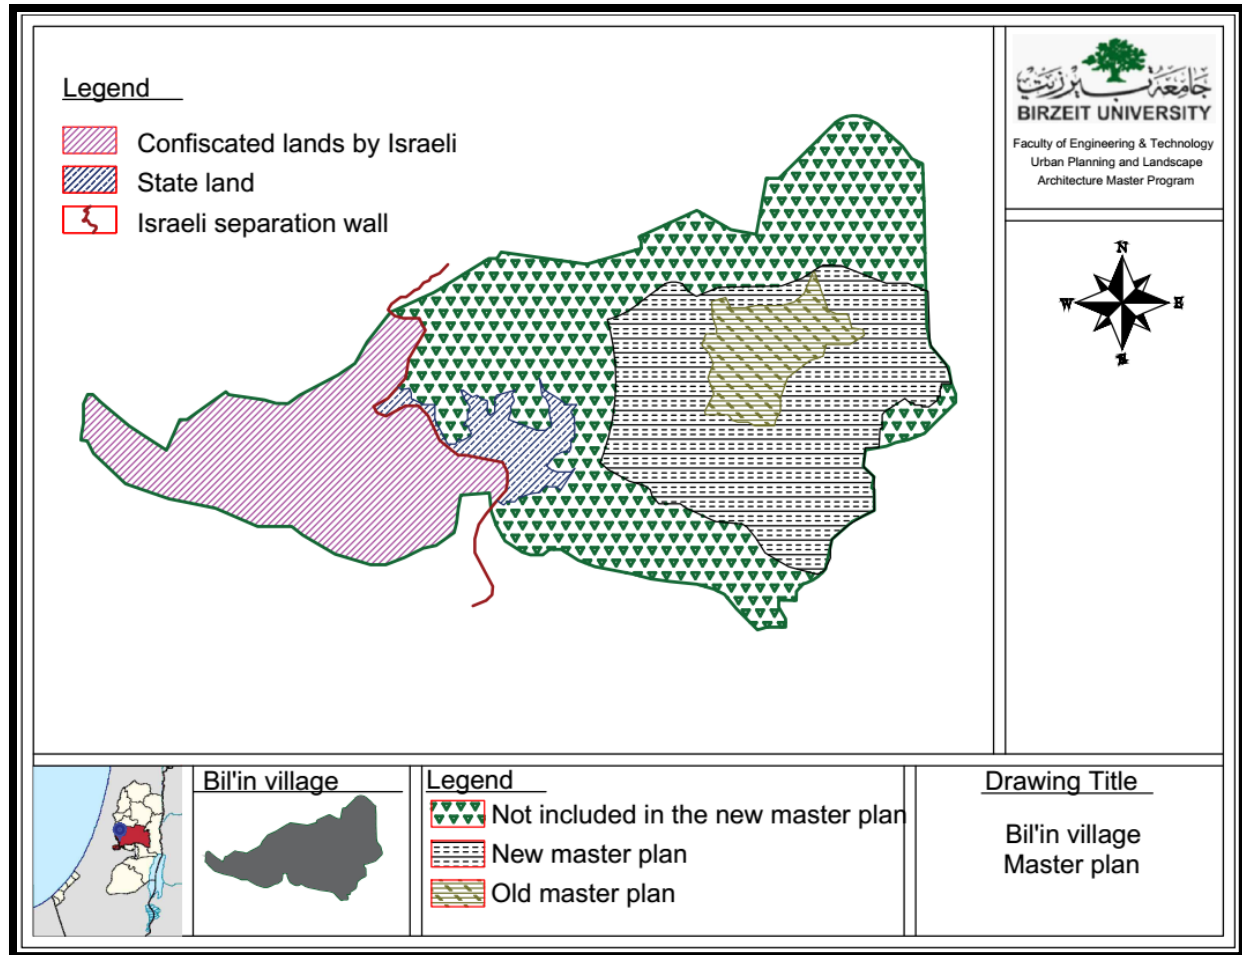 Legend
Confiscated lands by Israeli
State land
Israeli separation wall
جامعة بيرزيت
BIRZEIT UNIVERSITY
Faculty of Engineering & Technology
Urban Planning and Landscape
Architecture Master Program
N
W
E
S
Bil'in village
Legend
Not included in the new master plan
New master plan
Old master plan
Drawing Title
Bil'in village
Master plan